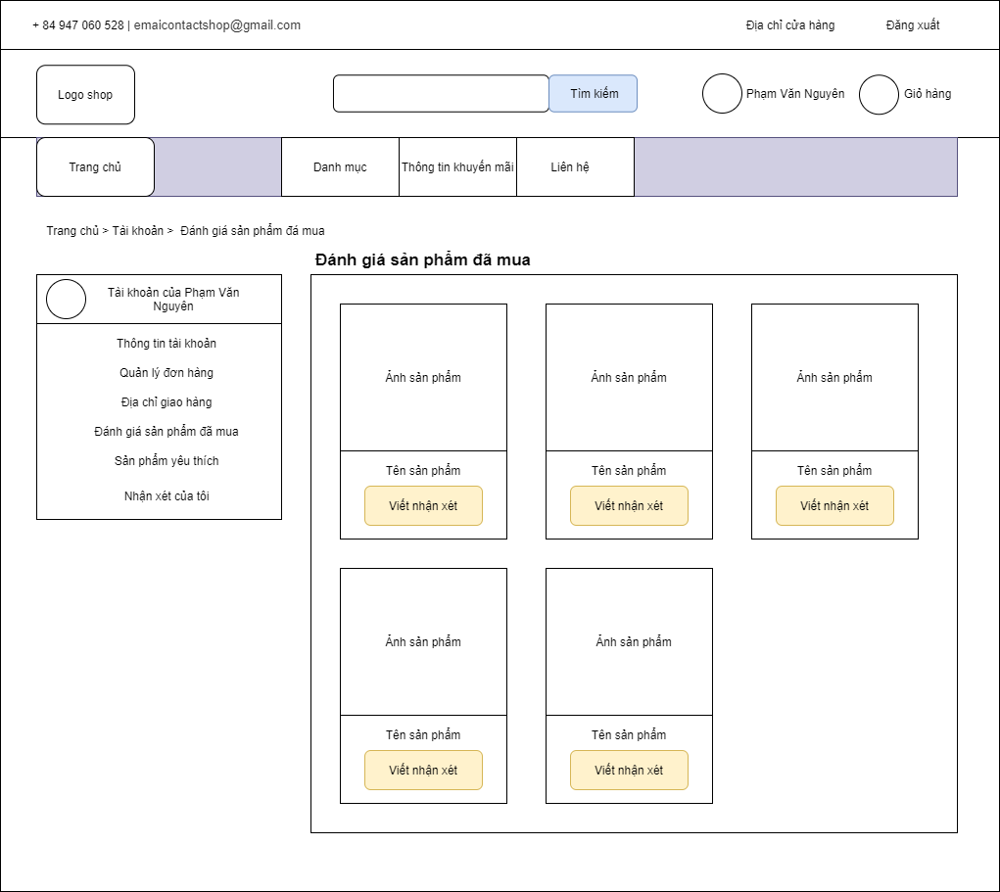 + 84 947 060 528 | emaicontactshop@gmail.com
Địa chỉ cửa hàng
Đăng xuất
Logo shop
Tìm kiếm
Phạm Văn Nguyên
Giỏ hàng
Trang chủ
Danh mục
Thông tin khuyến mãi
Liên hệ
Trang chủ > Tài khoản > Đánh giá sản phẩm đá mua
Đánh giá sản phẩm đã mua
Tài khoản của Phạm Văn
Nguyên
Thông tin tài khoản
Quản lý đơn hàng
Địa chỉ giao hàng
Đánh giá sản phẩm đã mua
Sản phẩm yêu thích
Nhận xét của tôi
Ảnh sản phẩm
Ảnh sản phẩm
Ảnh sản phẩm
Tên sản phẩm
Tên sản phẩm
Tên sản phẩm
Viết nhận xét
Viết nhận xét
Viết nhận xét
Ảnh sản phẩm
Ảnh sản phẩm
Tên sản phẩm
Tên sản phẩm
Viết nhận xét
Viết nhận xét